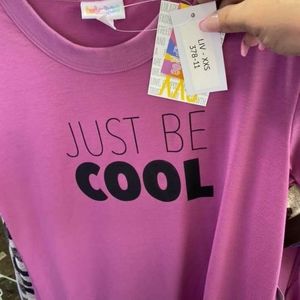 LIV - XXS
378-11
JUST BE
COOL